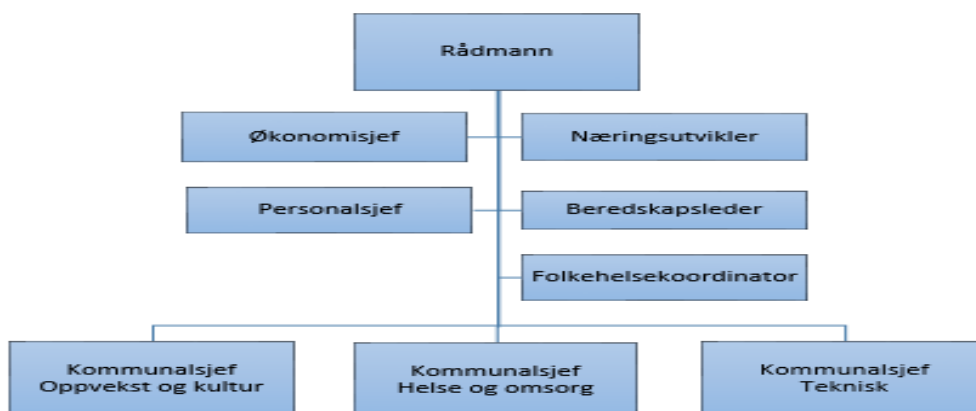 Rådmann
Økonomisjef
Næringsutvikler
Personalsjef
Beredskapsleder
Folkehelsekoordinator
Kommunalsjef
Oppvekst og kultur
Kommunalsjef
Helse og omsorg
Kommunalsjef
Teknisk